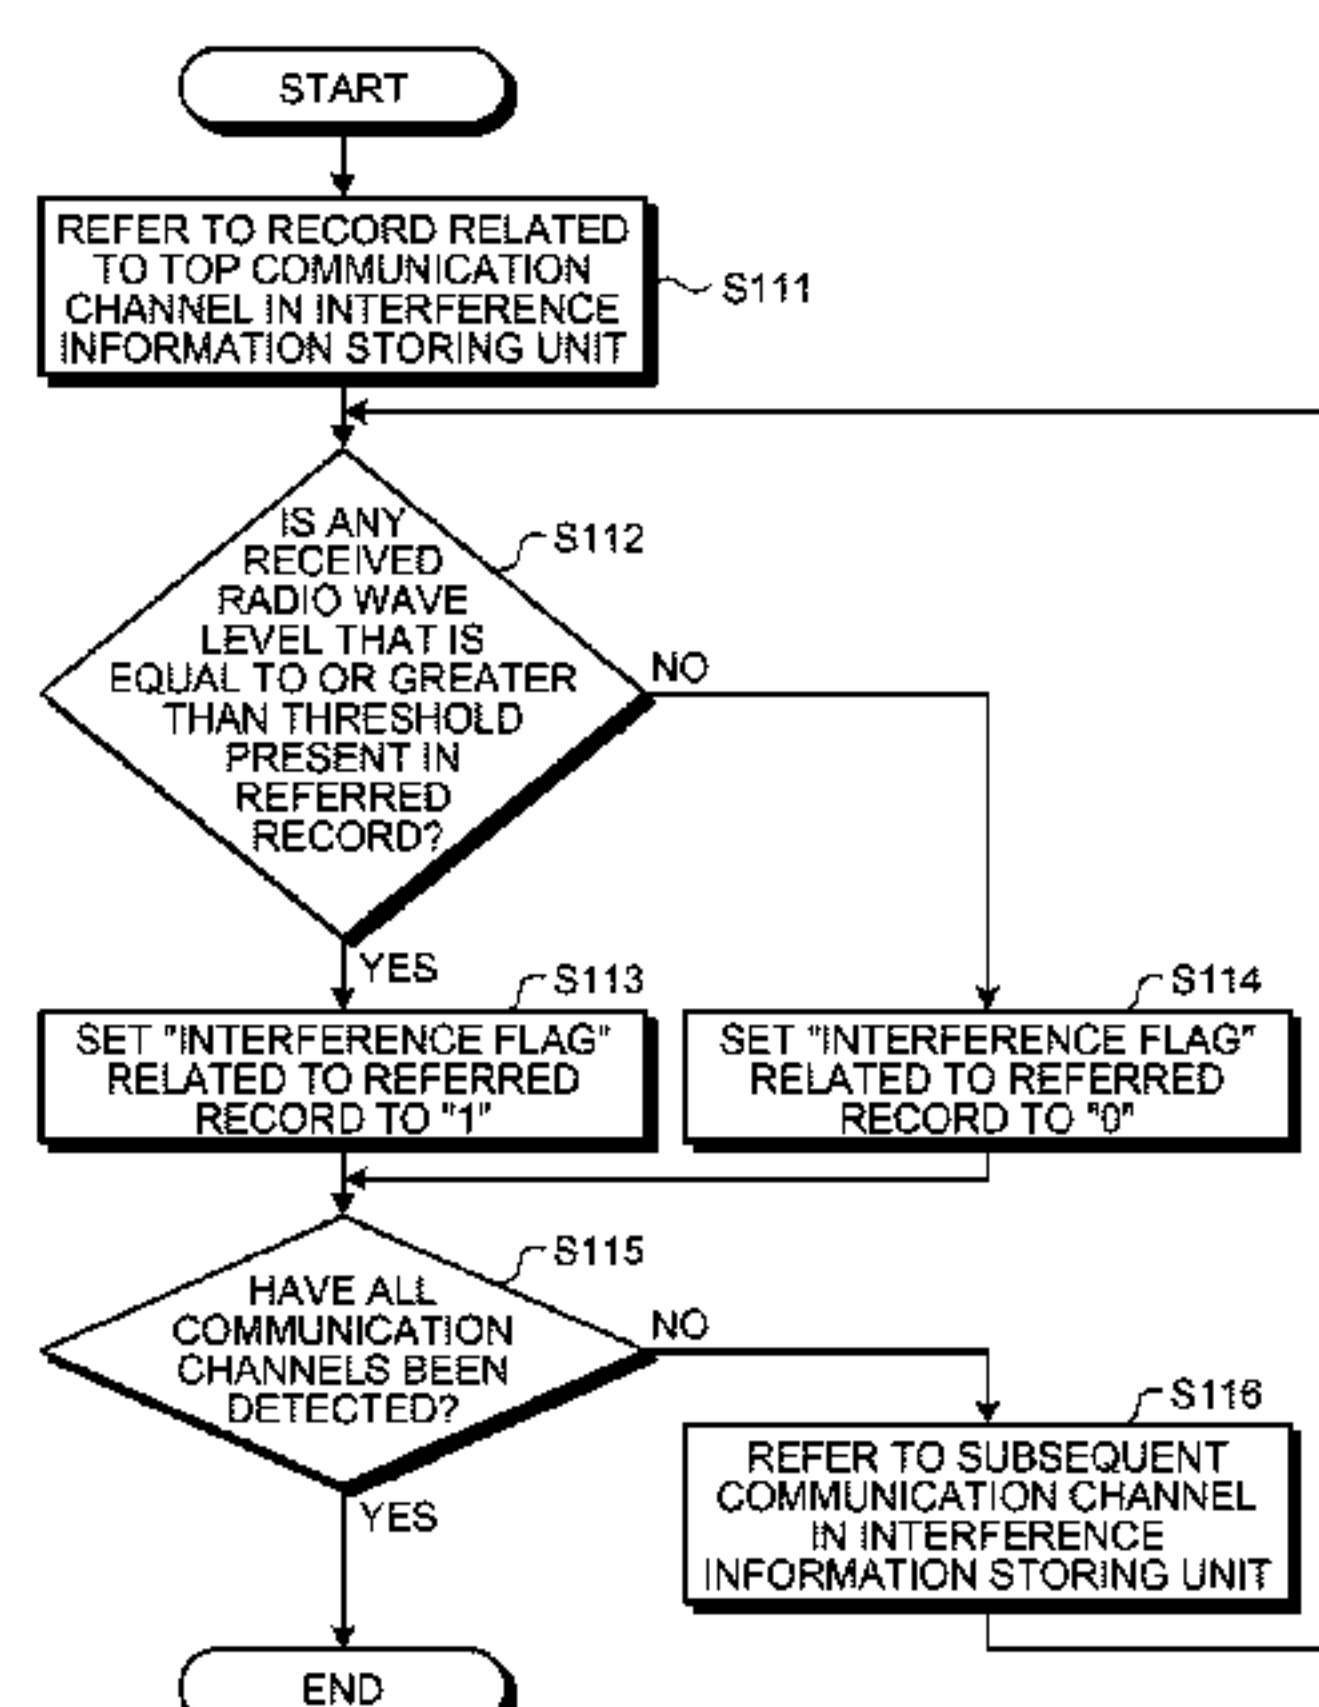 START
REFER TO RECORD RELATED
TO TOP COMMUNICATION
CHANNEL IN INTERFERENCE
INFORMATION STORING UNIT
S111
IS ANY
RECEIVED
RADIO WAVE
LEVEL THAT IS
EQUAL TO OR GREATER
THAN THRESHOLD
PRESENT IN
REFERRED
RECORD?
S112
NO
YES
S113
SET "INTERFERENCE FLAG"
RELATED TO REFERRED
RECORD TO "1"
S114
SET "INTERFERENCE FLAG"
RELATED TO REFERRED
RECORD TO "0"
S115
HAVE ALL
COMMUNICATION
CHANNELS BEEN
DETECTED?
NO
YES
S116
REFER TO SUBSEQUENT
COMMUNICATION CHANNEL
IN INTERFERENCE
INFORMATION STORING UNIT
END